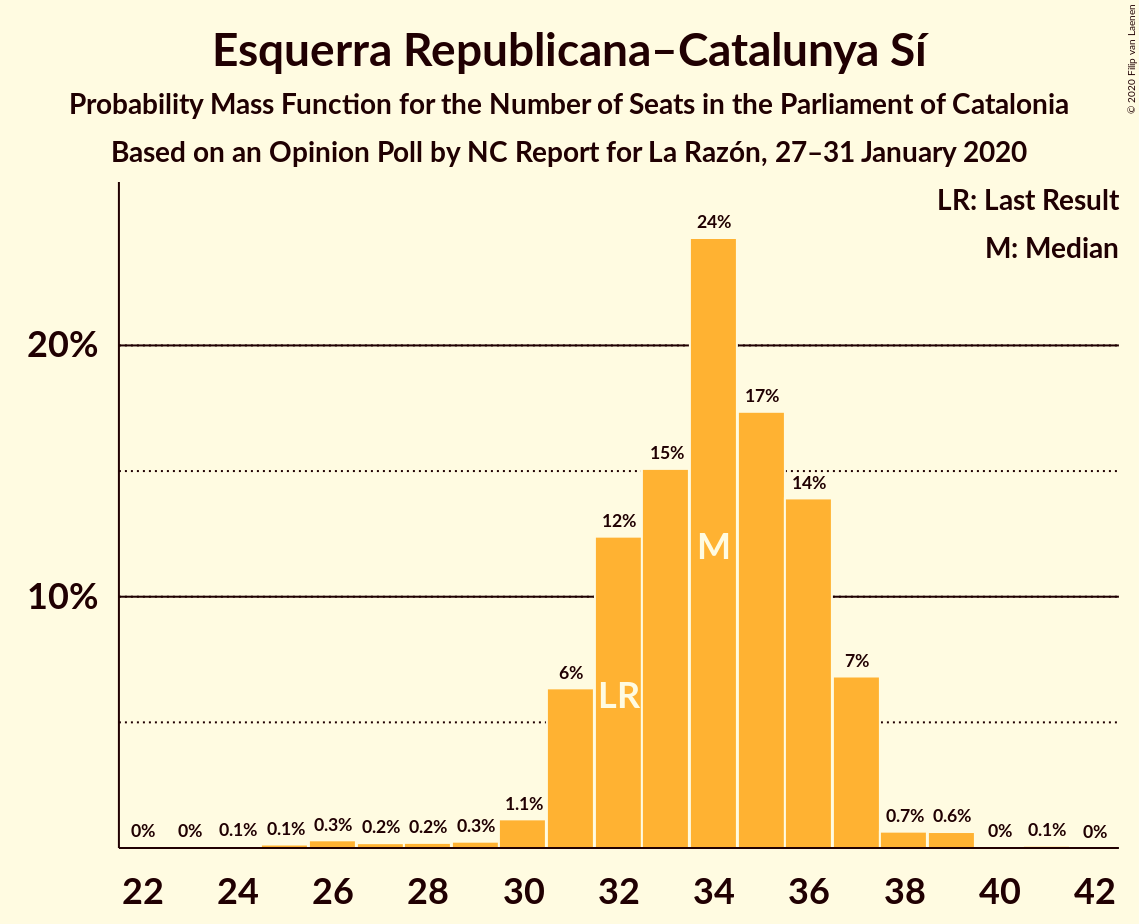 Esquerra Republicana–Catalunya Sí
Probability Mass Function for the Number of Seats in the Parliament of Catalonia
Based on an Opinion Poll by NC Report for La Razón, 27–31 January 2020
© 2020 Filip van Laenen
LR: Last Result
M: Median
20%
10%
0%
0%
0.1%
0.1%
0.3%
0.2%
0.2%
0.3%
1.1%
6%
12%
15%
24%
17%
14%
7%
0.7%
0.6%
0%
0.1%
0%
LR
M
22 24 26 28 30 32 34 36 38 40 42